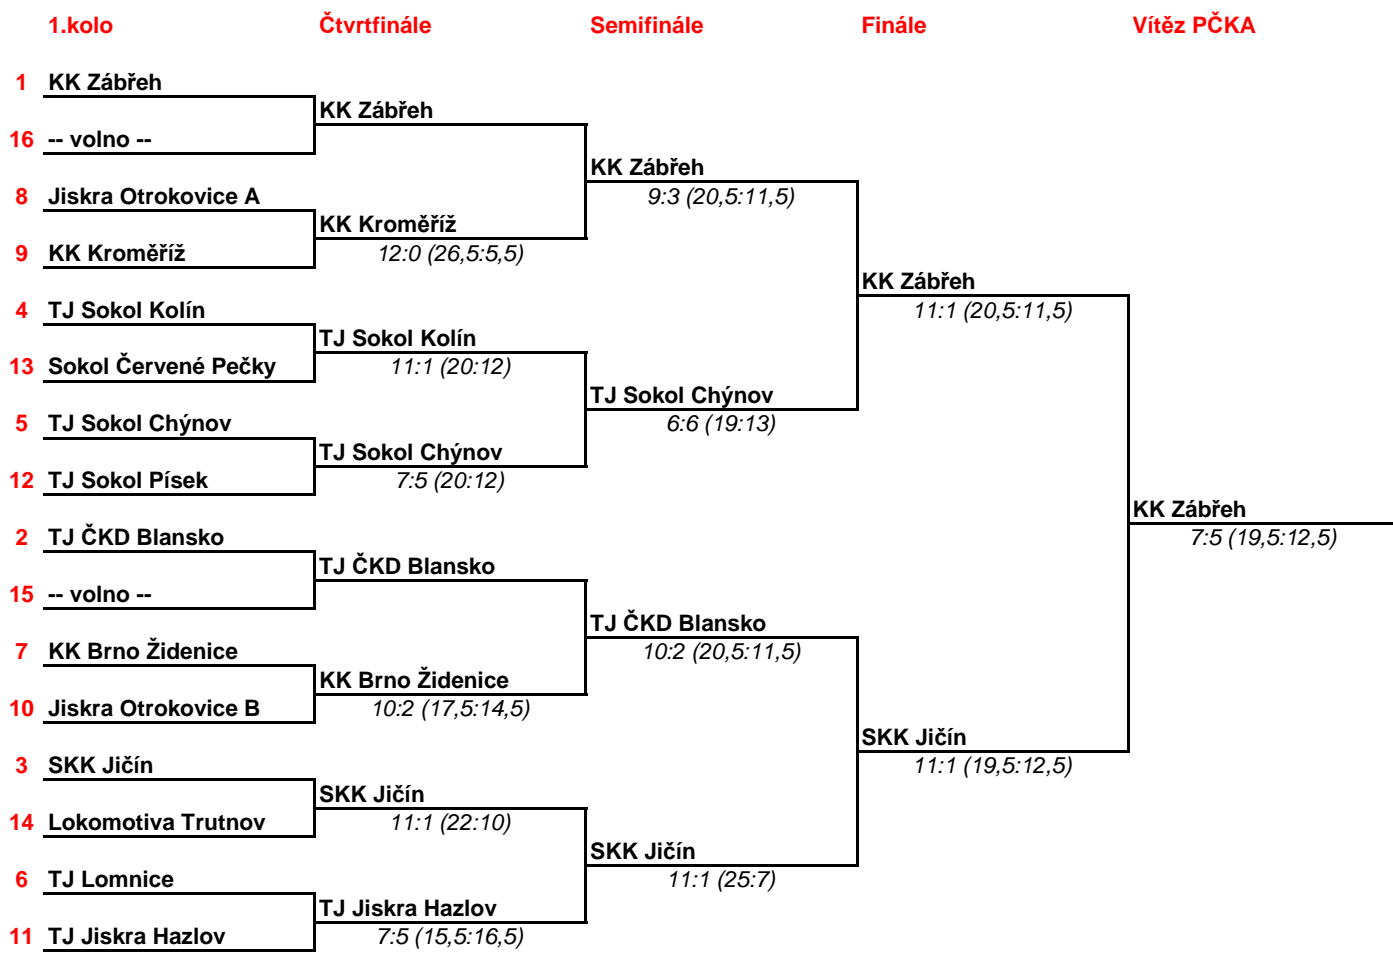 1.kolo Čtvrtfinále Semifinále Finále Vítěz PČKA
1 KK Zábřeh
KK Zábřeh
16 -- volno --
KK Zábřeh
8 Jiskra Otrokovice A 9:3 (20,5:11,5)
KK Kroměříž
9 KK Kroměříž 12:0 (26,5:5,5)
KK Zábřeh
4 TJ Sokol Kolín 11:1 (20,5:11,5)
TJ Sokol Kolín
13 Sokol Červené Pečky 11:1 (20:12)
TJ Sokol Chýnov
5 TJ Sokol Chýnov 6:6 (19:13)
TJ Sokol Chýnov
12 TJ Sokol Písek 7:5 (20:12)
KK Zábřeh
2 TJ ČKD Blansko 7:5 (19,5:12,5)
TJ ČKD Blansko
15 -- volno --
TJ ČKD Blansko
7 KK Brno Židenice 10:2 (20,5:11,5)
KK Brno Židenice
10 Jiskra Otrokovice B 10:2 (17,5:14,5)
SKK Jičín
3 SKK Jičín 11:1 (19,5:12,5)
SKK Jičín
14 Lokomotiva Trutnov 11:1 (22:10)
SKK Jičín
6 TJ Lomnice 11:1 (25:7)
TJ Jiskra Hazlov
11 TJ Jiskra Hazlov 7:5 (15,5:16,5)